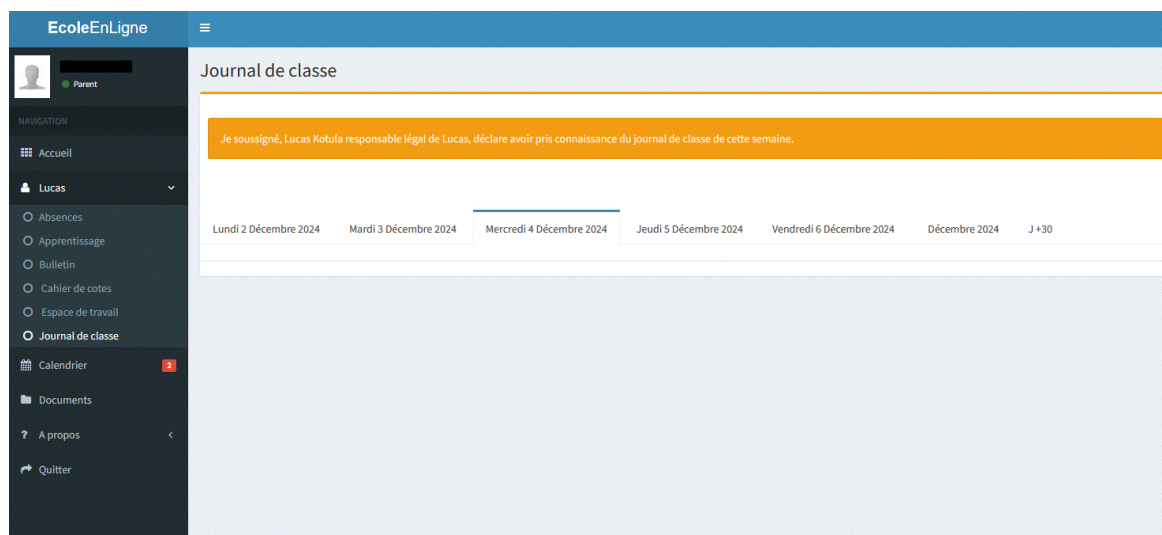 EcoleEnLigne
Parent
NAVIGATION
Accueil
Lucas
Absences
Apprentissage
Bulletin
Cahier de cotes
Espace de travail
Journal de classe
Calendrier 2
Documents
? A propos
Quitter
Journal de classe
Je soussigné, Lucas Kotula responsable légal de Lucas, déclare avoir pris connaissance du journal de classe de cette semaine.
Lundi 2 Décembre 2024 Mardi 3 Décembre 2024 Mercredi 4 Décembre 2024 Jeudi 5 Décembre 2024 Vendredi 6 Décembre 2024 Décembre 2024 J +30